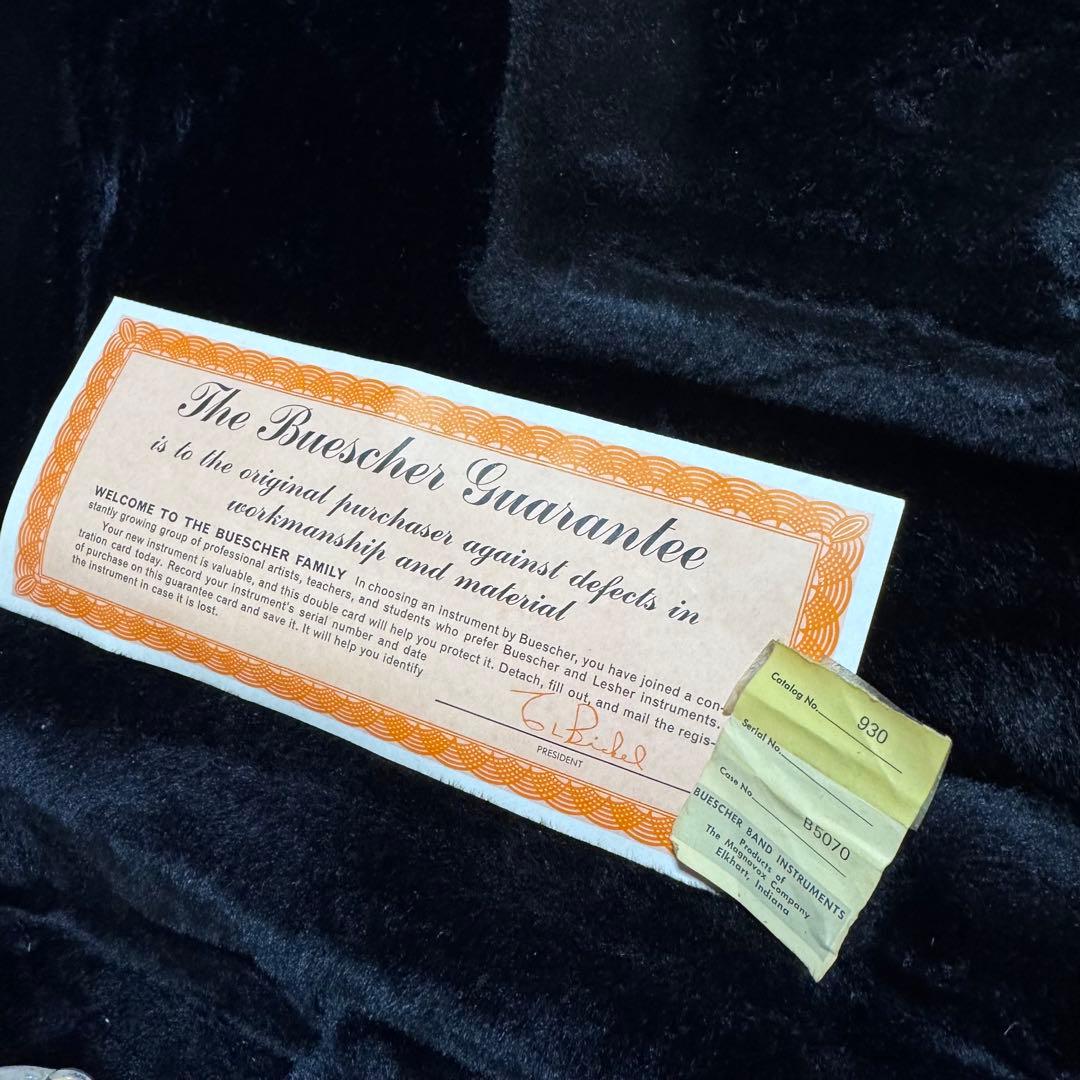 The Buescher Guarantee
is to the original purchaser against defects in
workmanship and material
WELCOME TO THE BUESCHER FAMILY In choosing an instrument by Buescher, you have joined a con-
stantly growing group of professional artists, teachers, and students who prefer Buescher and Lesher instruments.
Your new instrument is valuable, and this double card will help you protect it. Detach, fill out, and mail the regis-
tration card today. Record your instrument's serial number and date
of purchase on this guarantee card and save it. It will help you identify
the instrument in case it is lost.
PRESIDENT
Catalog No. 930
Serial No.
Case No. B5070
BUESCHER BAND INSTRUMENTS
Products of
The Magnavox Company
Elkhart, Indiana